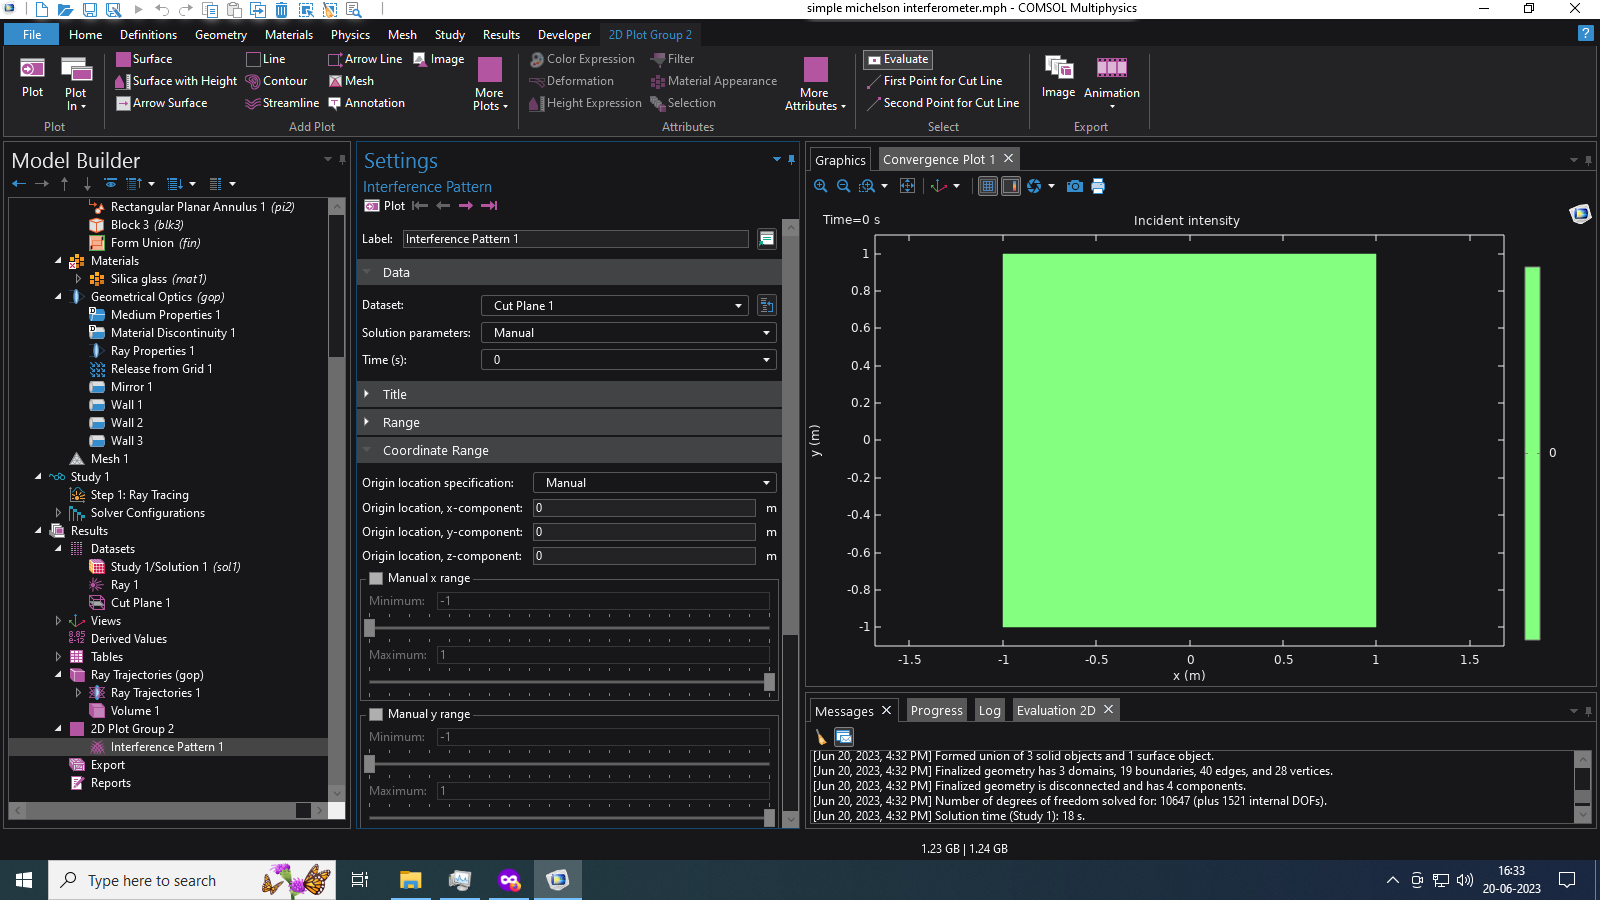 simple michelson interferometer.mph - COMSOL Multiphysics
File Home Definitions Geometry Materials Physics Mesh Study Results Developer 2D Plot Group 2 ?
Surface Line Arrow Line Image
Surface with Height Contour Mesh
Arrow Surface Streamline Annotation
Plot Plot In More Plots
Color Expression Filter
Deformation Material Appearance
Height Expression Selection
More Attributes
Evaluate
First Point for Cut Line
Second Point for Cut Line
Image Animation
Plot Add Plot Attributes Select Export
Model Builder
Rectangular Planar Annulus 1 (pi2)
Block 3 (blk3)
Form Union (fin)
Materials
Silica glass (mat1)
Geometrical Optics (gop)
Medium Properties 1
Material Discontinuity 1
Ray Properties 1
Release from Grid 1
Mirror 1
Wall 1
Wall 2
Wall 3
Mesh 1
Study 1
Step 1: Ray Tracing
Solver Configurations
Results
Datasets
Study 1/Solution 1 (sol1)
Ray 1
Cut Plane 1
Views
8.85
e-12
Derived Values
Tables
Ray Trajectories (gop)
Ray Trajectories 1
Volume 1
2D Plot Group 2
Interference Pattern 1
Export
Reports
Settings
Interference Pattern
Plot
Label: Interference Pattern 1
Data
Dataset: Cut Plane 1
Solution parameters: Manual
Time (s): 0
Title
Range
Coordinate Range
Origin location specification: Manual
Origin location, x-component: 0 m
Origin location, y-component: 0 m
Origin location, z-component: 0 m
Manual x range
Minimum: -1
Maximum: 1
Manual y range
Minimum: -1
Maximum: 1
Graphics Convergence Plot 1
Time=0 s Incident intensity
1
0.8
0.6
0.4
0.2
0
-0.2
-0.4
-0.6
-0.8
-1
y (m)
-1.5 -1 -0.5 0 0.5 1 1.5
x (m)
0
Messages Progress Log Evaluation 2D
[Jun 20, 2023, 4:32 PM] Formed union of 3 solid objects and 1 surface object.
[Jun 20, 2023, 4:32 PM] Finalized geometry has 3 domains, 19 boundaries, 40 edges, and 28 vertices.
[Jun 20, 2023, 4:32 PM] Finalized geometry is disconnected and has 4 components.
[Jun 20, 2023, 4:32 PM] Number of degrees of freedom solved for: 10647 (plus 1521 internal DOFs).
[Jun 20, 2023, 4:32 PM] Solution time (Study 1): 18 s.
1.23 GB | 1.24 GB
Type here to search
16:33
20-06-2023